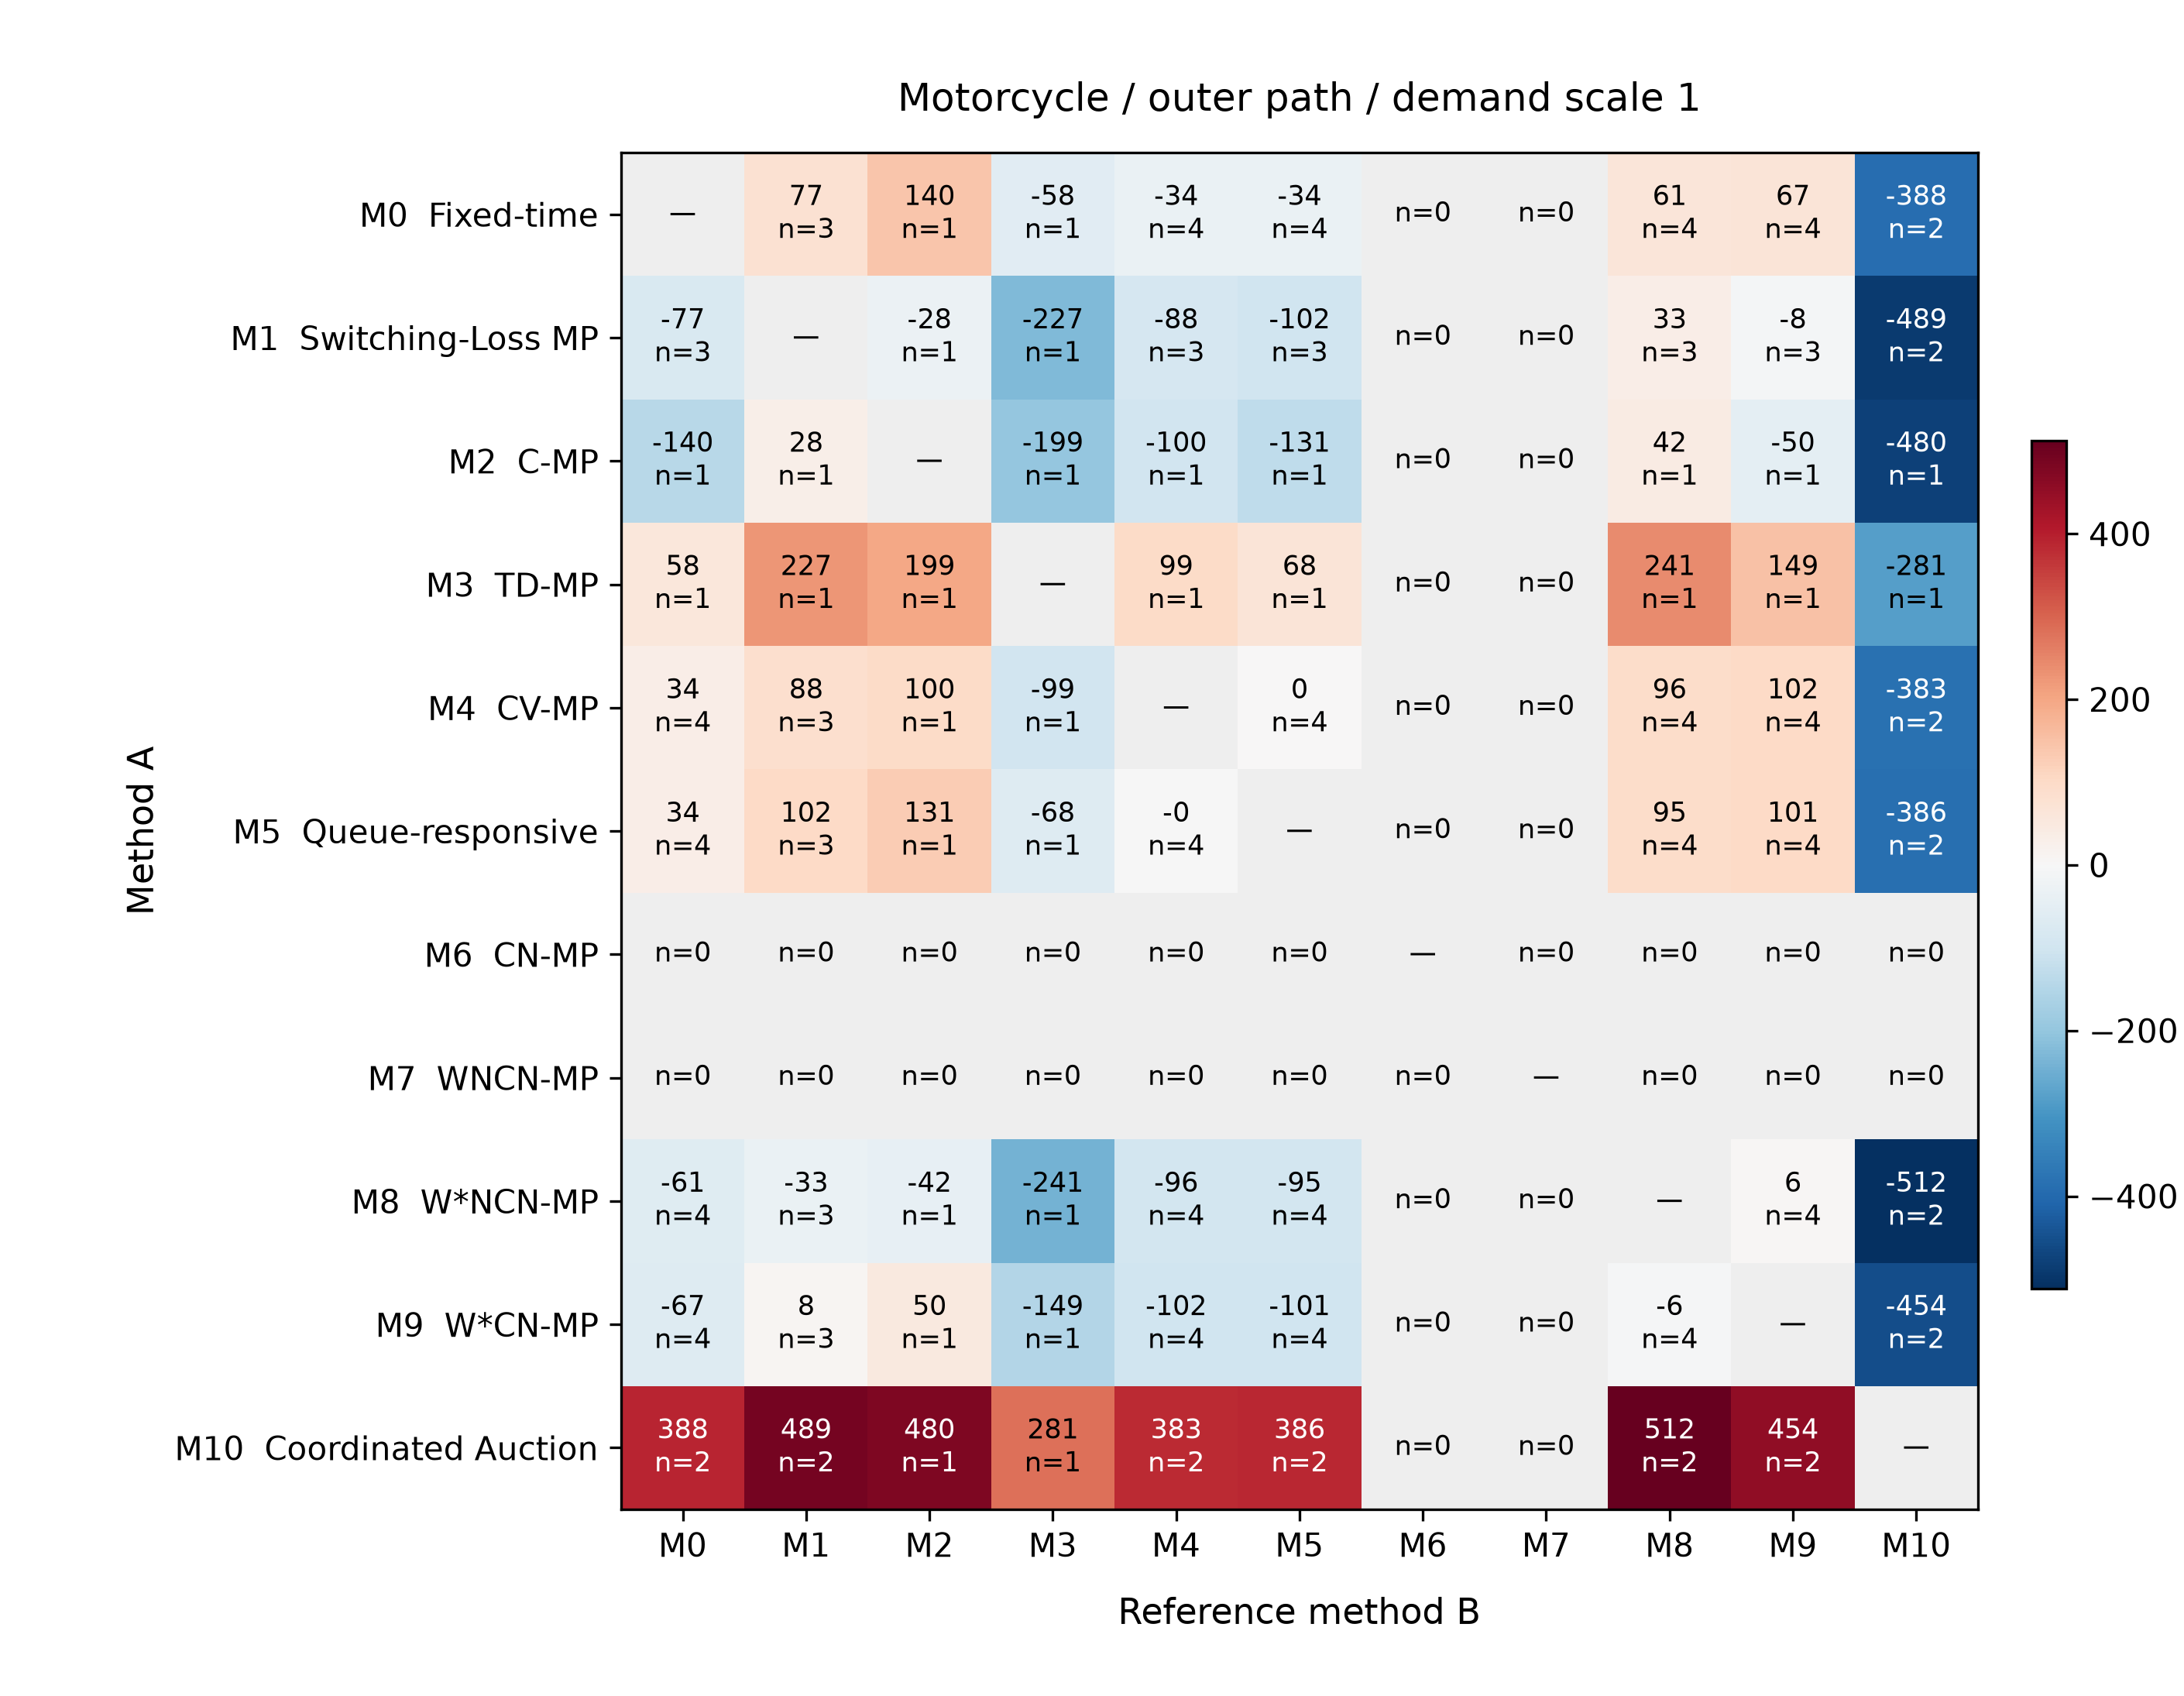 Motorcycle / outer path / demand scale 1
Method A
M0 Fixed-time
— 77 140 -58 -34 -34 n=0 n=0 61 67 -388
n=3 n=1 n=1 n=4 n=4 n=4 n=4 n=2
M1 Switching-Loss MP
-77 — -28 -227 -88 -102 n=0 n=0 33 -8 -489
n=3 n=1 n=1 n=3 n=3 n=3 n=3 n=2
M2 C-MP
-140 28 — -199 -100 -131 n=0 n=0 42 -50 -480
n=1 n=1 n=1 n=1 n=1 n=1 n=1 n=1
M3 TD-MP
58 227 199 — 99 68 n=0 n=0 241 149 -281
n=1 n=1 n=1 n=1 n=1 n=1 n=1 n=1
M4 CV-MP
34 88 100 -99 — 0 n=0 n=0 96 102 -383
n=4 n=3 n=1 n=1 n=4 n=4 n=4 n=2
M5 Queue-responsive
34 102 131 -68 -0 — n=0 n=0 95 101 -386
n=4 n=3 n=1 n=1 n=4 n=4 n=4 n=2
M6 CN-MP
n=0 n=0 n=0 n=0 n=0 n=0 — n=0 n=0 n=0 n=0
M7 WNCN-MP
n=0 n=0 n=0 n=0 n=0 n=0 n=0 — n=0 n=0 n=0
M8 W*NCN-MP
-61 -33 -42 -241 -96 -95 n=0 n=0 — 6 -512
n=4 n=3 n=1 n=1 n=4 n=4 n=4 n=2
M9 W*CN-MP
-67 8 50 -149 -102 -101 n=0 n=0 -6 — -454
n=4 n=3 n=1 n=1 n=4 n=4 n=4 n=2
M10 Coordinated Auction
388 489 480 281 383 386 n=0 n=0 512 454 —
n=2 n=2 n=1 n=1 n=2 n=2 n=2 n=2
M0 M1 M2 M3 M4 M5 M6 M7 M8 M9 M10
Reference method B
400
200
0
−200
−400